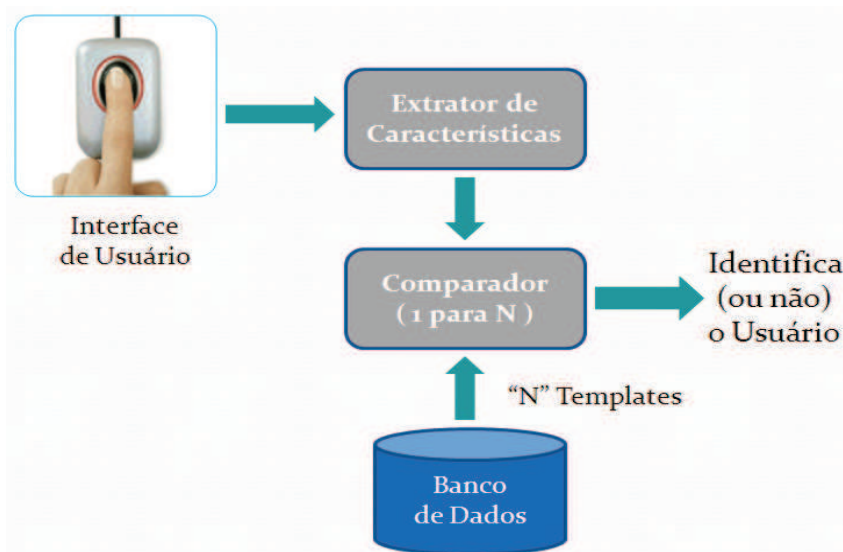 Extrator de
Características
Interface
de Usuário
Comparador
( 1 para N )
Identifica
(ou não)
o Usuário
“N” Templates
Banco
de Dados